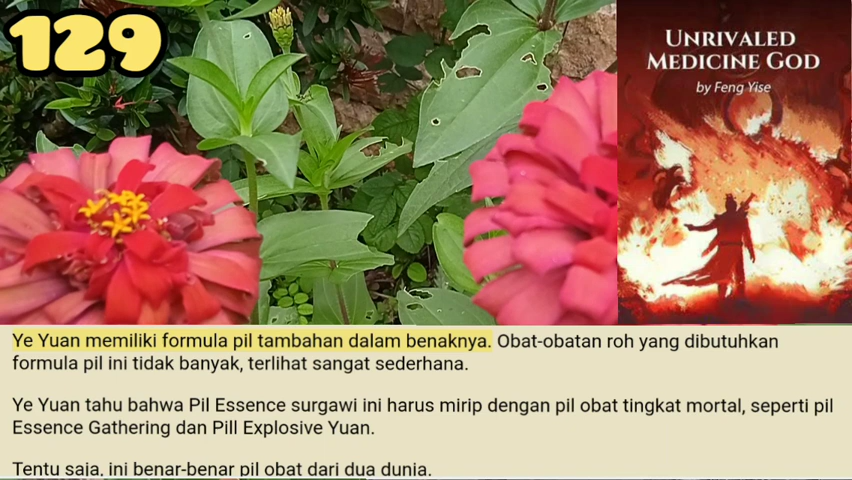 129
UNRIVALED
MEDICINE GOD
by Feng Yise
Ye Yuan memiliki formula pil tambahan dalam benaknya. Obat-obatan roh yang dibutuhkan
formula pil ini tidak banyak, terlihat sangat sederhana.
Ye Yuan tahu bahwa Pil Essence surgawi ini harus mirip dengan pil obat tingkat mortal, seperti pil
Essence Gathering dan Pill Explosive Yuan.
Tentu saja, ini benar-benar pil obat dari dua dunia.